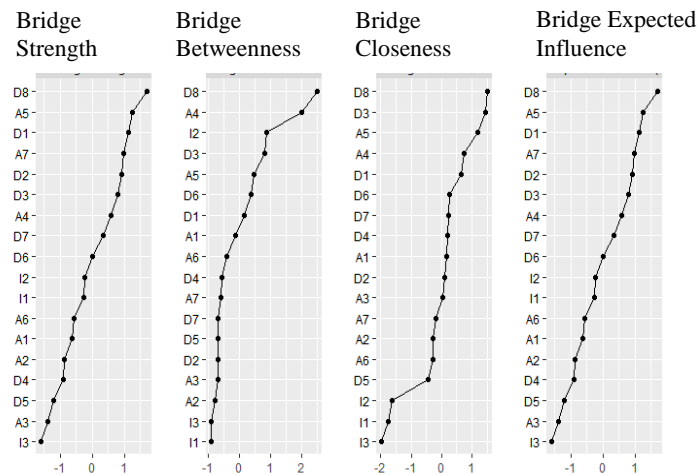 Bridge
Strength
Bridge
Betweenness
Bridge
Closeness
Bridge Expected
Influence
D8
A5
D1
A7
D2
D3
A4
D7
D6
I2
I1
A6
A1
A2
D4
D5
A3
I3
-1 0 1
D8
A4
I2
D3
A5
D6
D1
A1
A6
D4
A7
D7
D5
D2
A3
A2
I3
I1
-1 0 1 2
D8
D3
A5
A4
D1
D6
D7
D4
A1
D2
A3
A7
A2
A6
D5
I2
I1
I3
-2 -1 0 1
D8
A5
D1
A7
D2
D3
A4
D7
D6
I2
I1
A6
A1
A2
D4
D5
A3
I3
-1 0 1